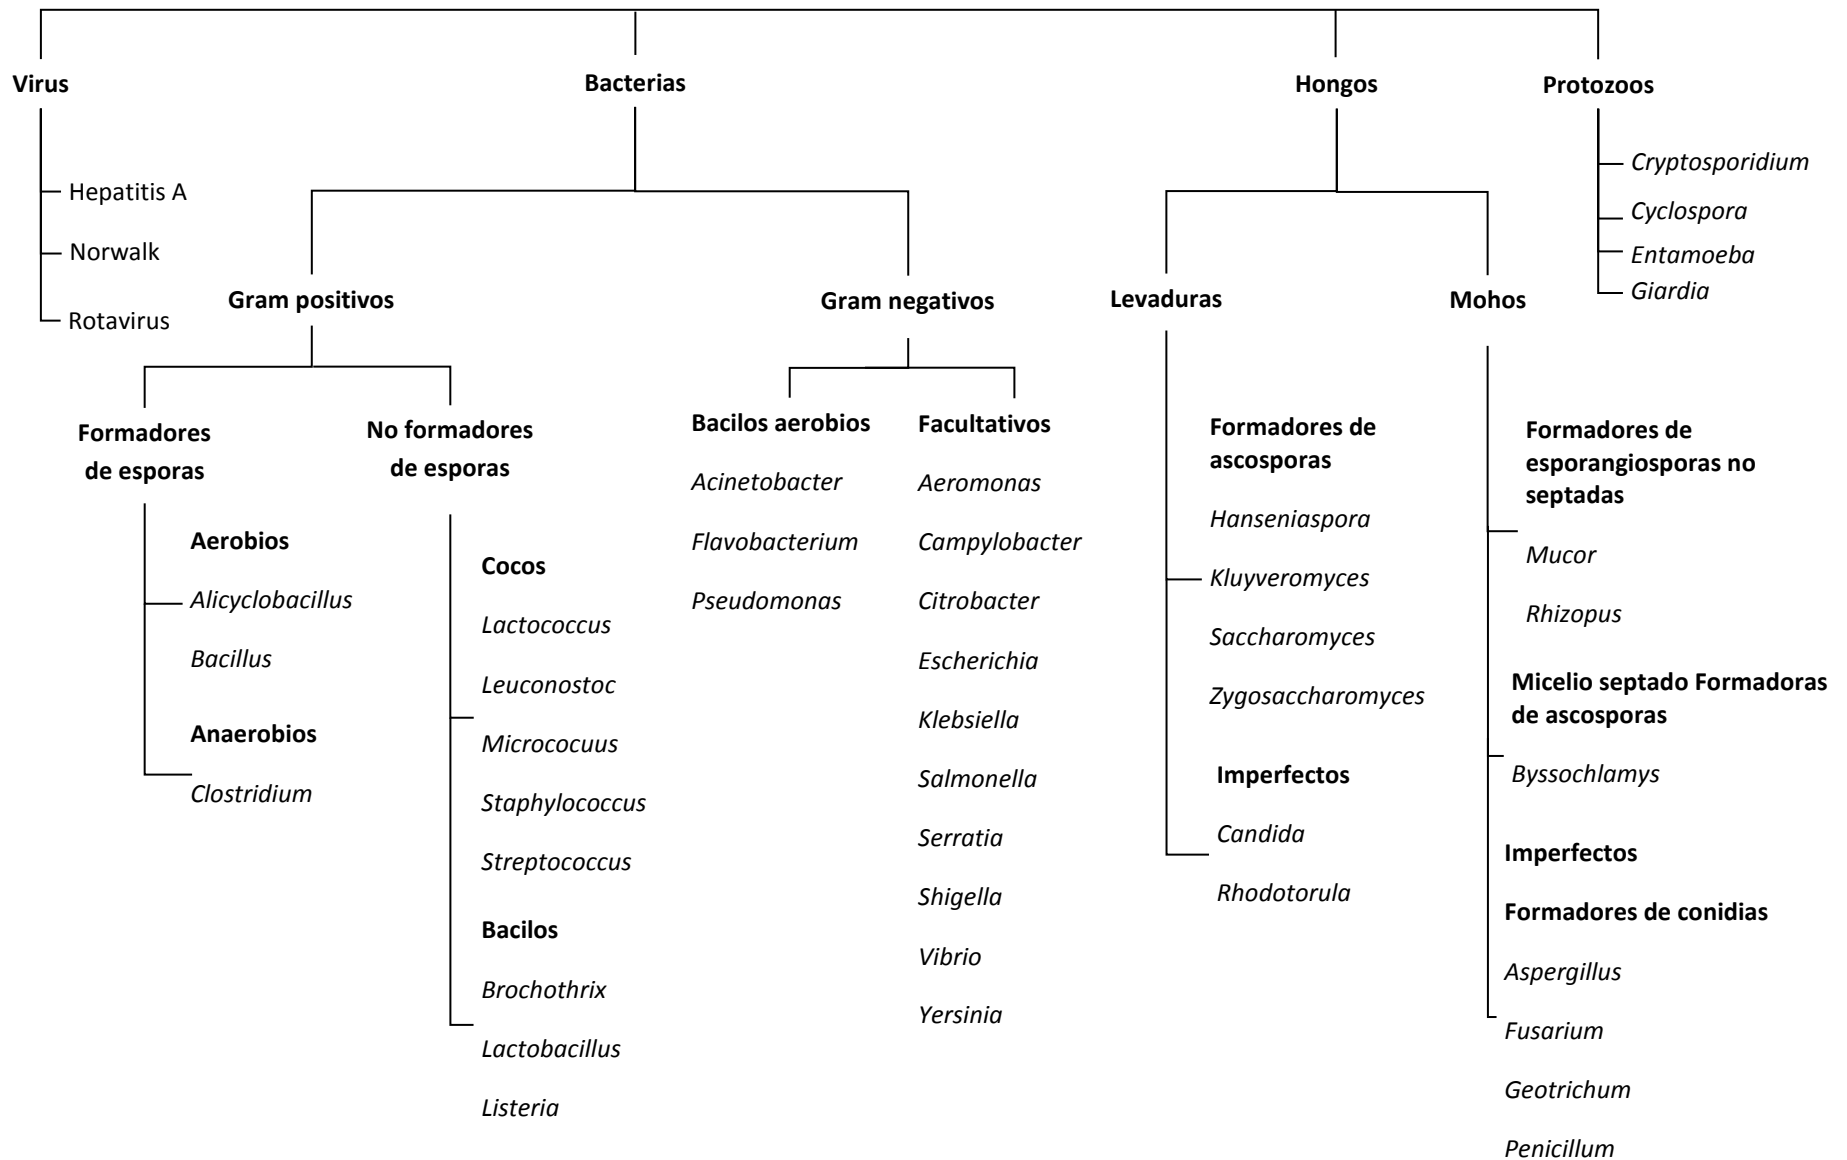 Virus
Bacterias
Hongos
Protozoos
Hepatitis A
Norwalk
Rotavirus
Cryptosporidium
Cyclospora
Entamoeba
Giardia
Gram positivos
Gram negativos
Levaduras
Mohos
Formadores
de esporas
Aerobios
Alicyclobacillus
Bacillus
Anaerobios
Clostridium
No formadores
de esporas
Cocos
Lactococcus
Leuconostoc
Micrococuus
Staphylococcus
Streptococcus
Bacilos
Brochothrix
Lactobacillus
Listeria
Bacilos aerobios
Acinetobacter
Flavobacterium
Pseudomonas
Facultativos
Aeromonas
Campylobacter
Citrobacter
Escherichia
Klebsiella
Salmonella
Serratia
Shigella
Vibrio
Yersinia
Formadores de
ascosporas
Hanseniaspora
Kluyveromyces
Saccharomyces
Zygosaccharomyces
Imperfectos
Candida
Rhodotorula
Formadores de
esporangiosporas no
septadas
Mucor
Rhizopus
Micelio septado Formadoras
de ascosporas
Byssochlamys
Imperfectos
Formadores de conidias
Aspergillus
Fusarium
Geotrichum
Penicillum